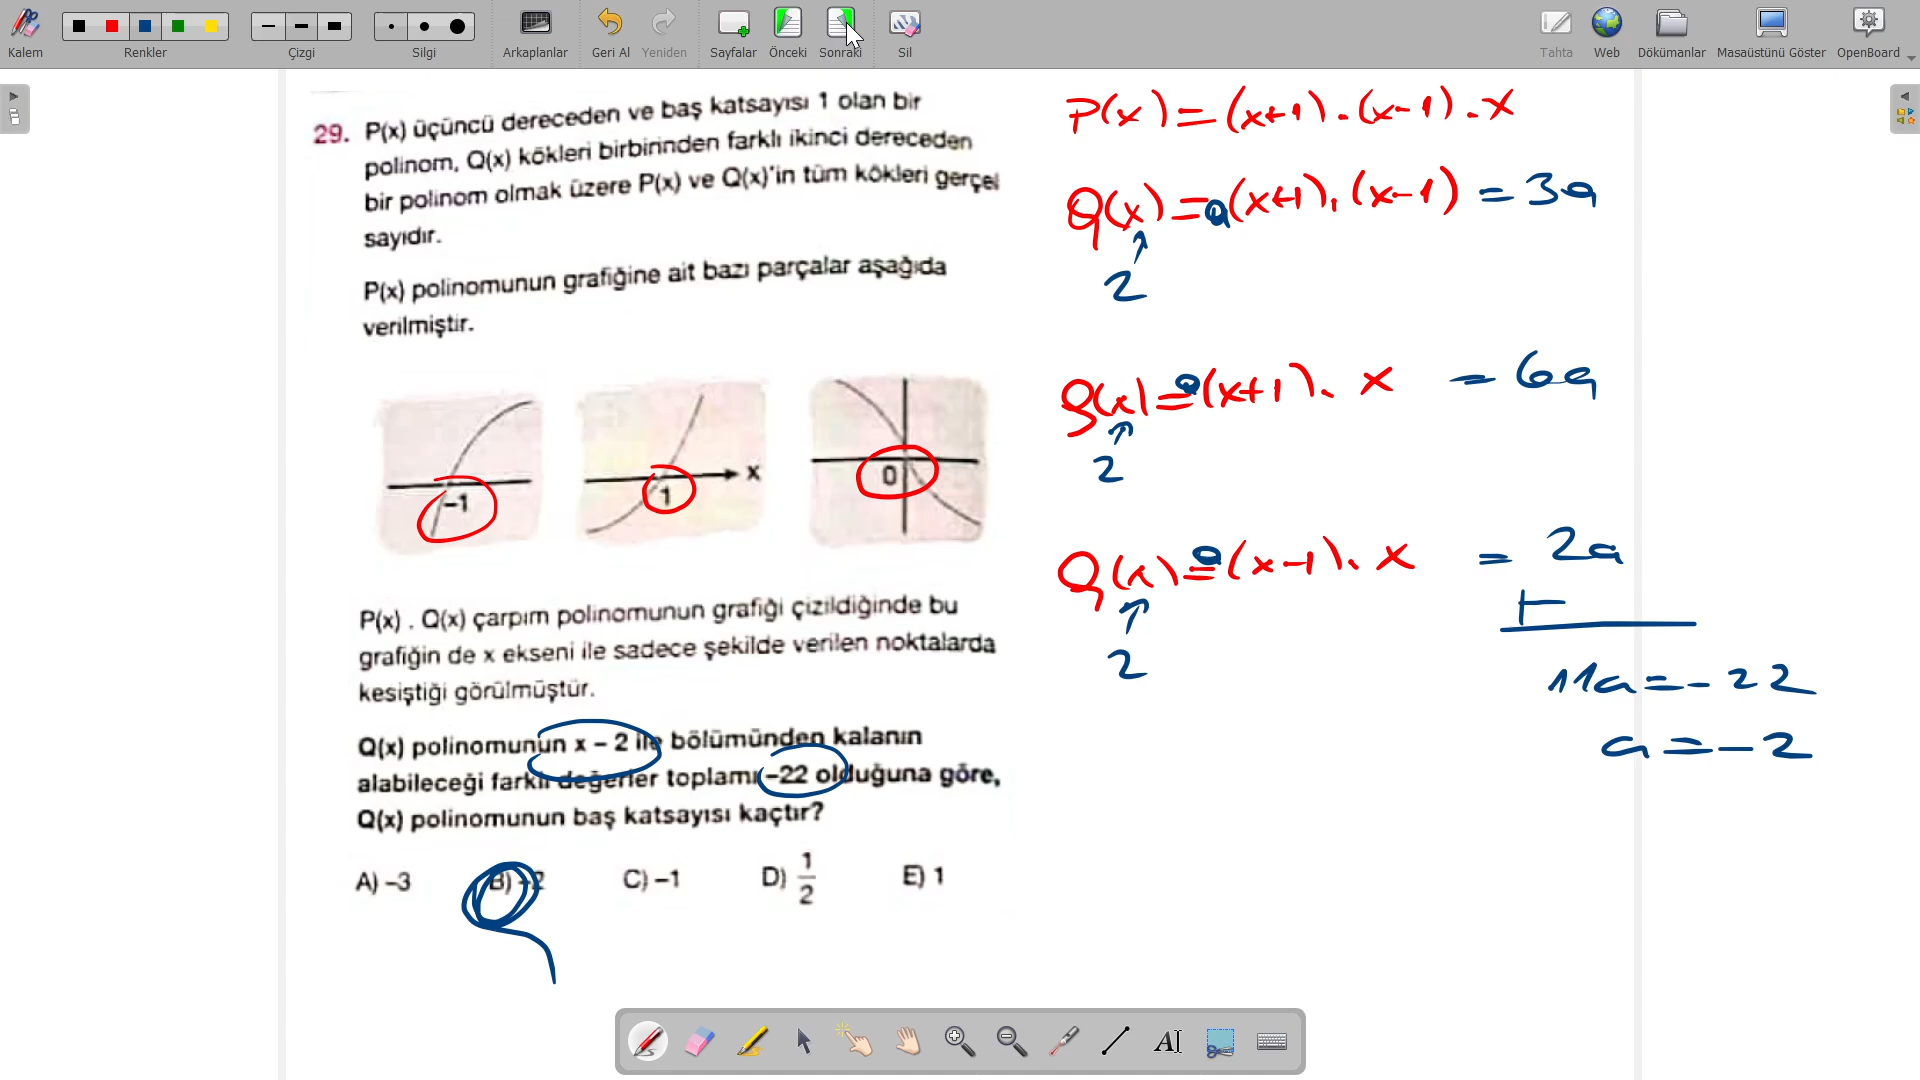 Kalem Renkler Çizgi Silgi Arkaplanlar Geri Al Yeniden Sayfalar Önceki Sonraki Sil Tahta Web Dökümanlar Masaüstünü Göster OpenBoard
29. P(x) üçüncü dereceden ve baş katsayısı 1 olan bir
polinom, Q(x) kökleri birbirinden farklı ikinci dereceden
bir polinom olmak üzere P(x) ve Q(x)'in tüm kökleri gerçel
sayıdır.
P(x) polinomunun grafiğine ait bazı parçalar aşağıda
verilmiştir.
-1
1
x
0
P(x) . Q(x) çarpım polinomunun grafiği çizildiğinde bu
grafiğin de x ekseni ile sadece şekilde verilen noktalarda
kesiştiği görülmüştür.
Q(x) polinomunun x – 2 ile bölümünden kalanın
alabileceği farklı değerler toplamı –22 olduğuna göre,
Q(x) polinomunun baş katsayısı kaçtır?
A) –3 B) –2 C) –1 D) 1/2 E) 1
P(x) = (x+1) . (x-1) . x
Q(x) = a(x+1) . (x-1) = 3a
2
Q(x) = a(x+1) . x = 6a
2
Q(x) = a(x-1) . x = 2a
+
2
11a = -22
a = -2